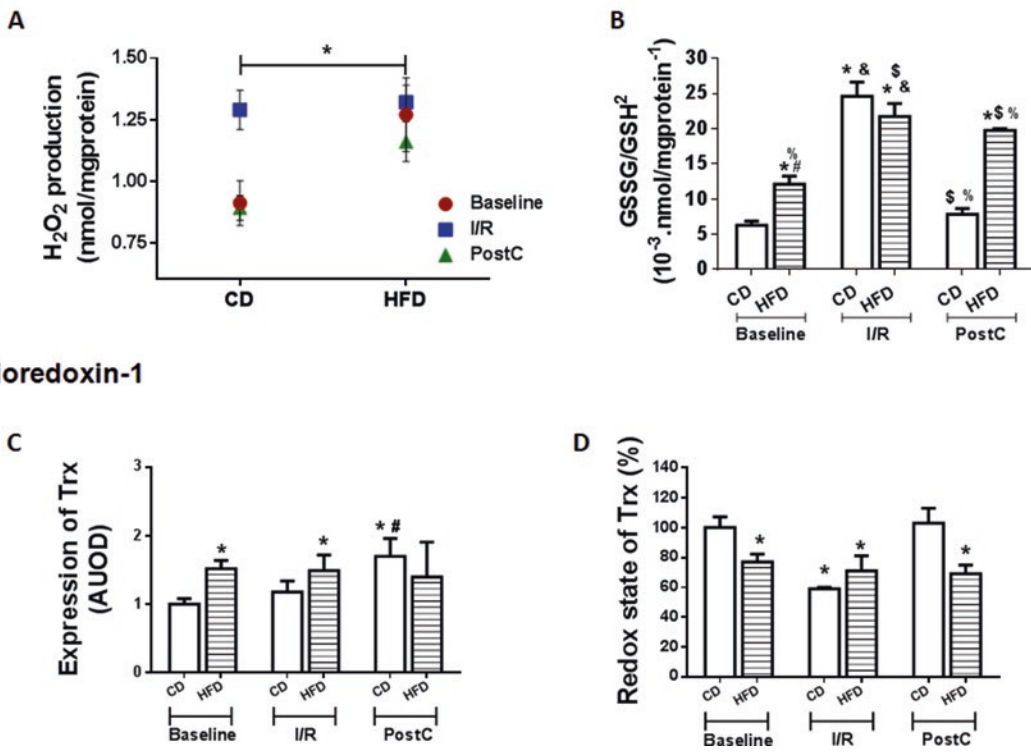 A
*
H₂O₂ production
(nmol/mgprotein)
1.50
1.25
1.00
0.75
CD
HFD
Baseline
I/R
PostC
B
GSSG/GSH²
(10⁻³.nmol/mgprotein⁻¹)
30
25
20
15
10
5
0
%
*#
* &
$
* &
$ %
*$ %
CD
HFD
CD
HFD
CD
HFD
Baseline
I/R
PostC
ioredoxin-1
C
Expression of Trx
(AUOD)
3
2
1
0
*
*
* #
CD
HFD
CD
HFD
CD
HFD
Baseline
I/R
PostC
D
Redox state of Trx (%)
140
120
100
80
60
40
20
0
*
*
*
*
CD
HFD
CD
HFD
CD
HFD
Baseline
I/R
PostC